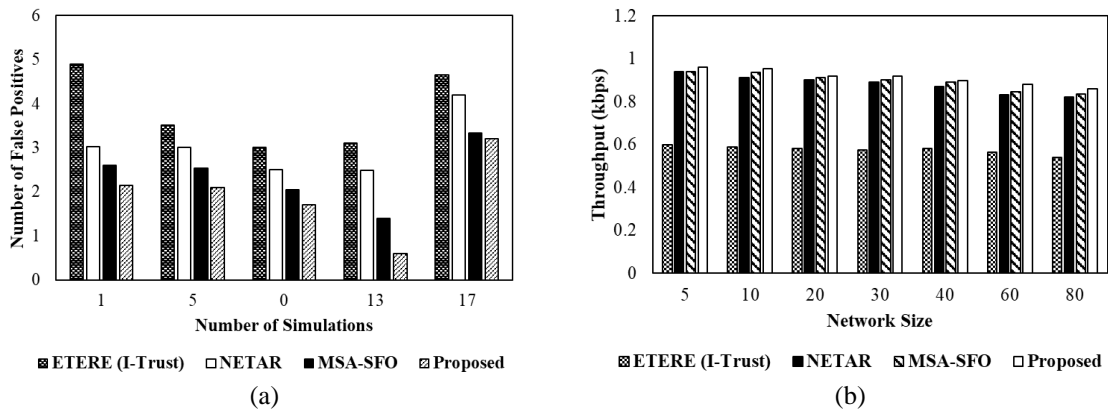 Number of False Positives
6
5
4
3
2
1
0
1 5 0 13 17
Number of Simulations
ETERE (I-Trust) NETAR MSA-SFO Proposed
(a)
Throughput (kbps)
1.2
1
0.8
0.6
0.4
0.2
0
5 10 20 30 40 60 80
Network Size
ETERE (I-Trust) NETAR MSA-SFO Proposed
(b)